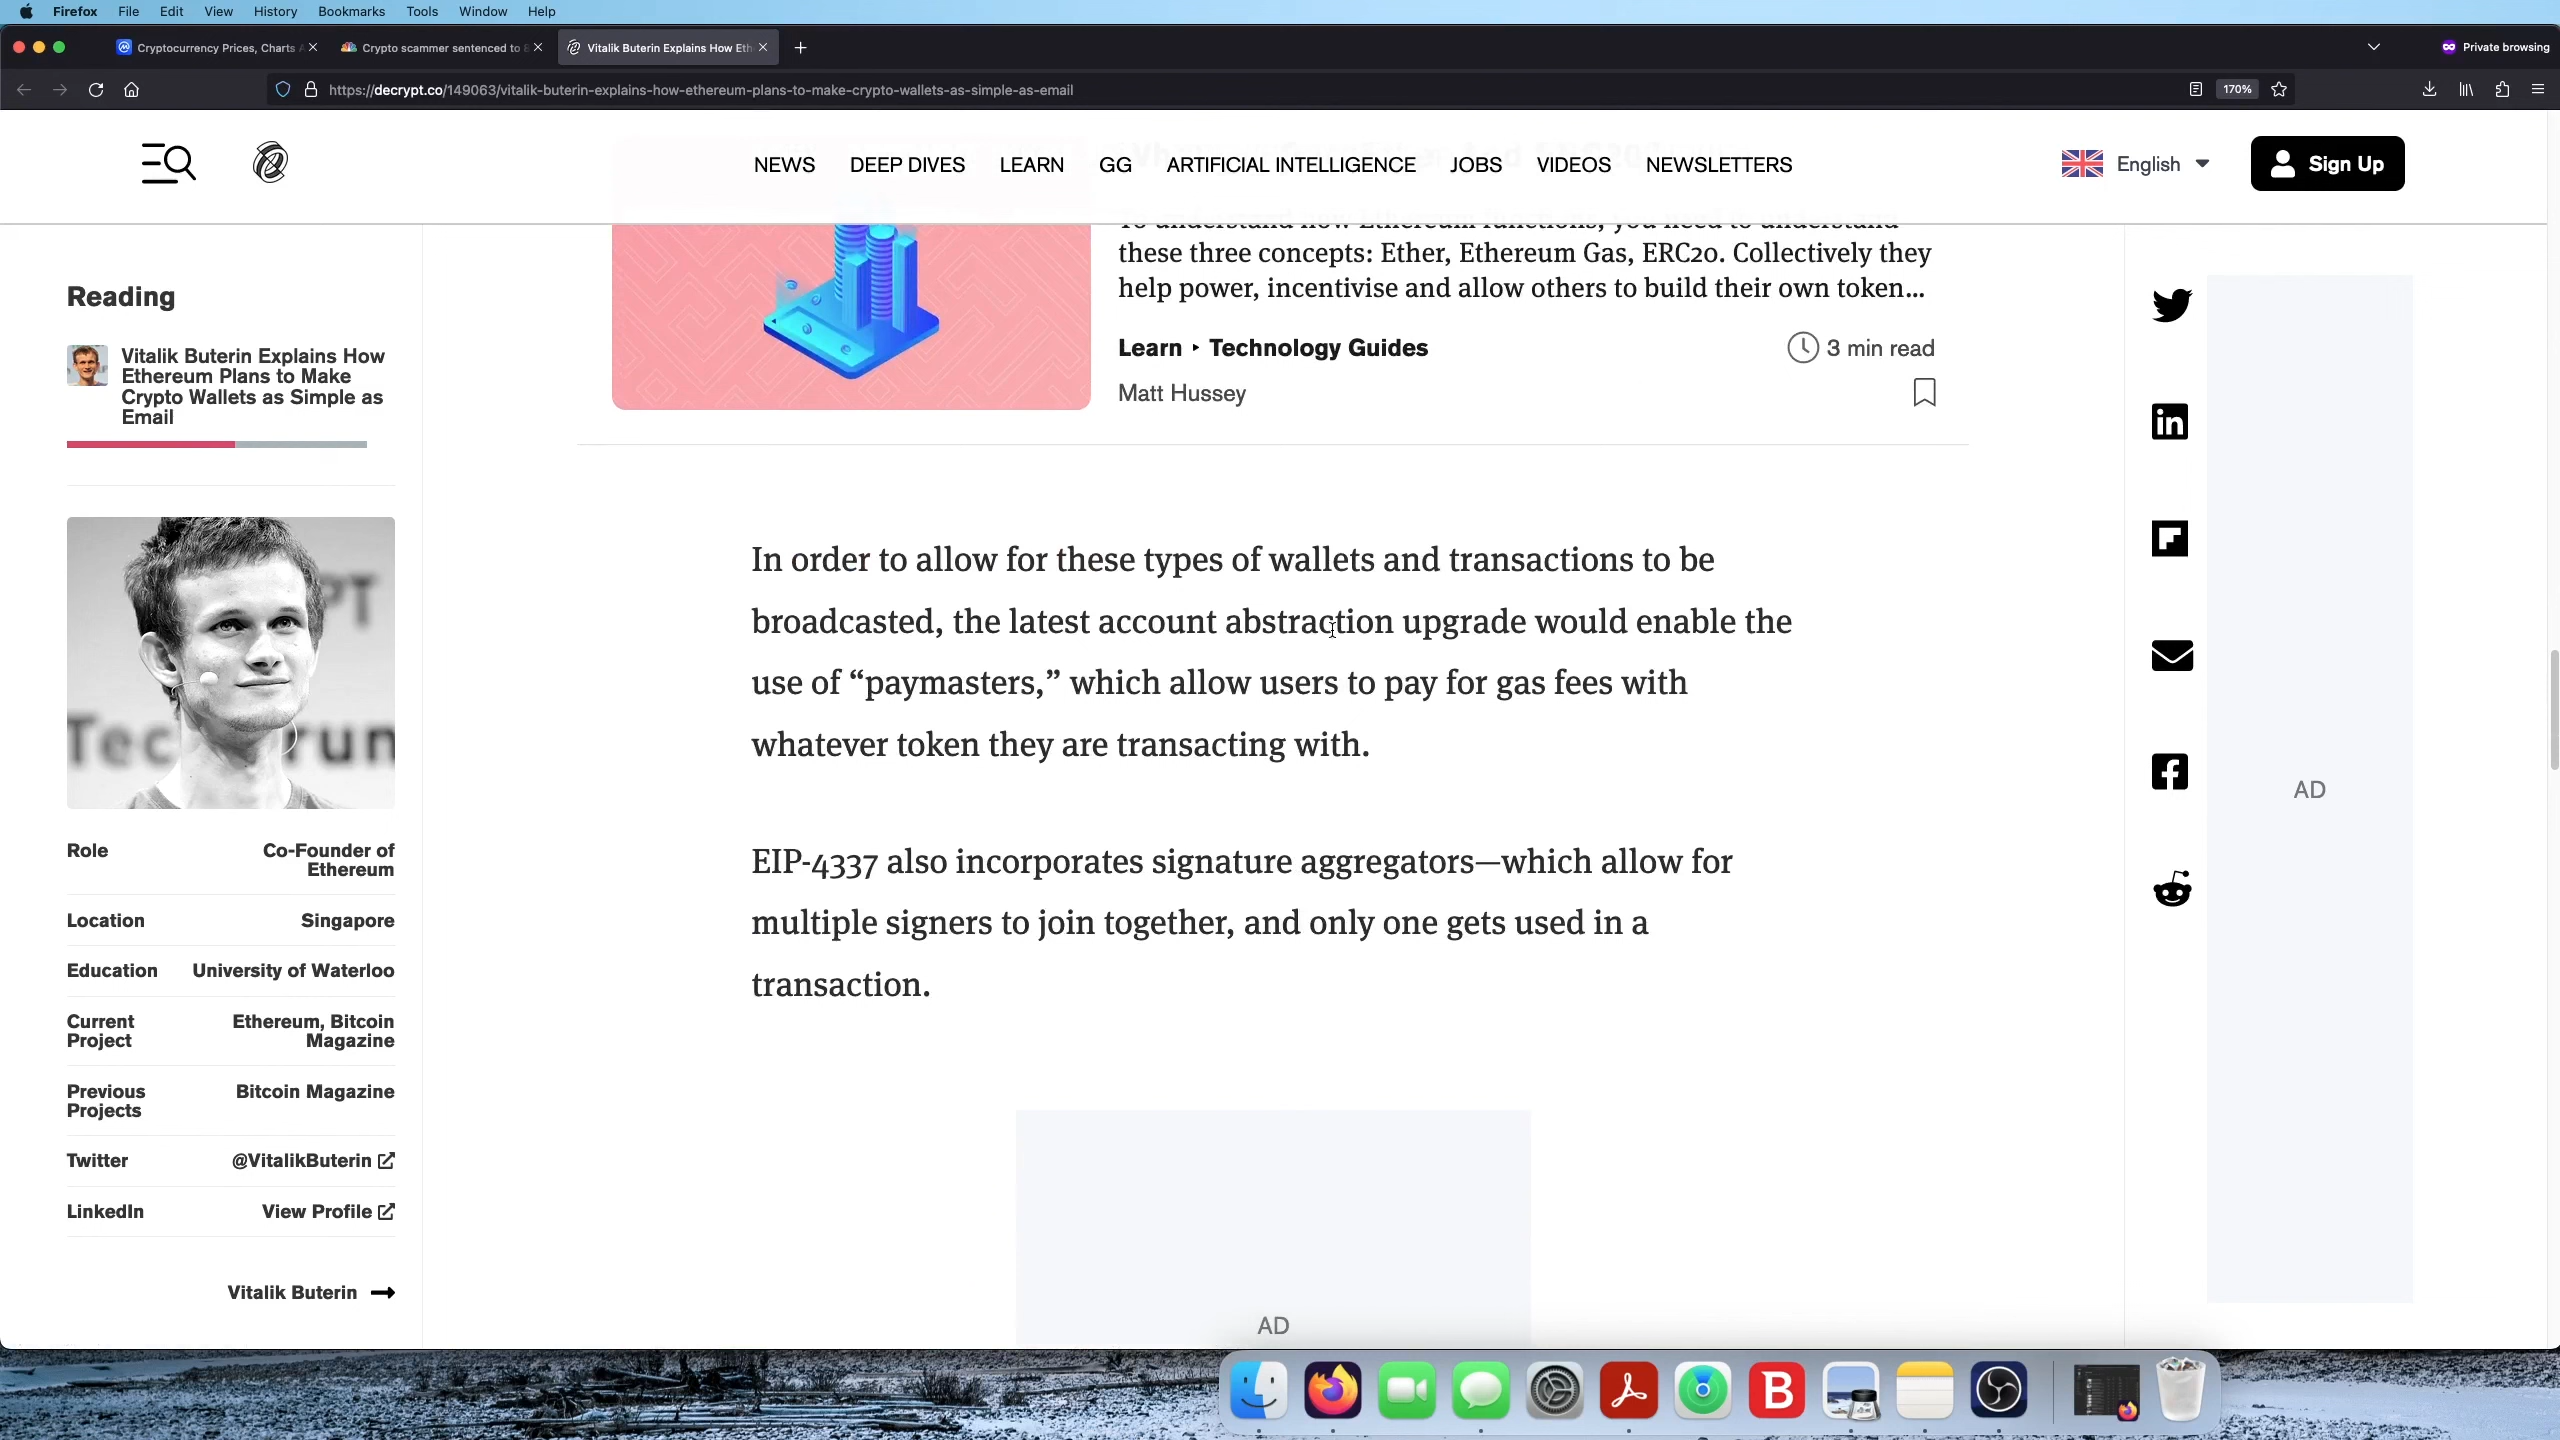 Firefox File Edit View History Bookmarks Tools Window Help
Cryptocurrency Prices, Charts
Crypto scammer sentenced to
Vitalik Buterin Explains How Eth
Private browsing
https://decrypt.co/149063/vitalik-buterin-explains-how-ethereum-plans-to-make-crypto-wallets-as-simple-as-email
170%
NEWS DEEP DIVES LEARN GG ARTIFICIAL INTELLIGENCE JOBS VIDEOS NEWSLETTERS
English
Sign Up
To understand how Ethereum functions, you need to understand
these three concepts: Ether, Ethereum Gas, ERC20. Collectively they
help power, incentivise and allow others to build their own token...
Learn ‣ Technology Guides
3 min read
Matt Hussey
Reading
Vitalik Buterin Explains How
Ethereum Plans to Make
Crypto Wallets as Simple as
Email
Role Co-Founder of
Ethereum
Location Singapore
Education University of Waterloo
Current Ethereum, Bitcoin
Project Magazine
Previous Bitcoin Magazine
Projects
Twitter @VitalikButerin
LinkedIn View Profile
Vitalik Buterin →
In order to allow for these types of wallets and transactions to be
broadcasted, the latest account abstraction upgrade would enable the
use of “paymasters,” which allow users to pay for gas fees with
whatever token they are transacting with.
EIP-4337 also incorporates signature aggregators—which allow for
multiple signers to join together, and only one gets used in a
transaction.
AD
AD